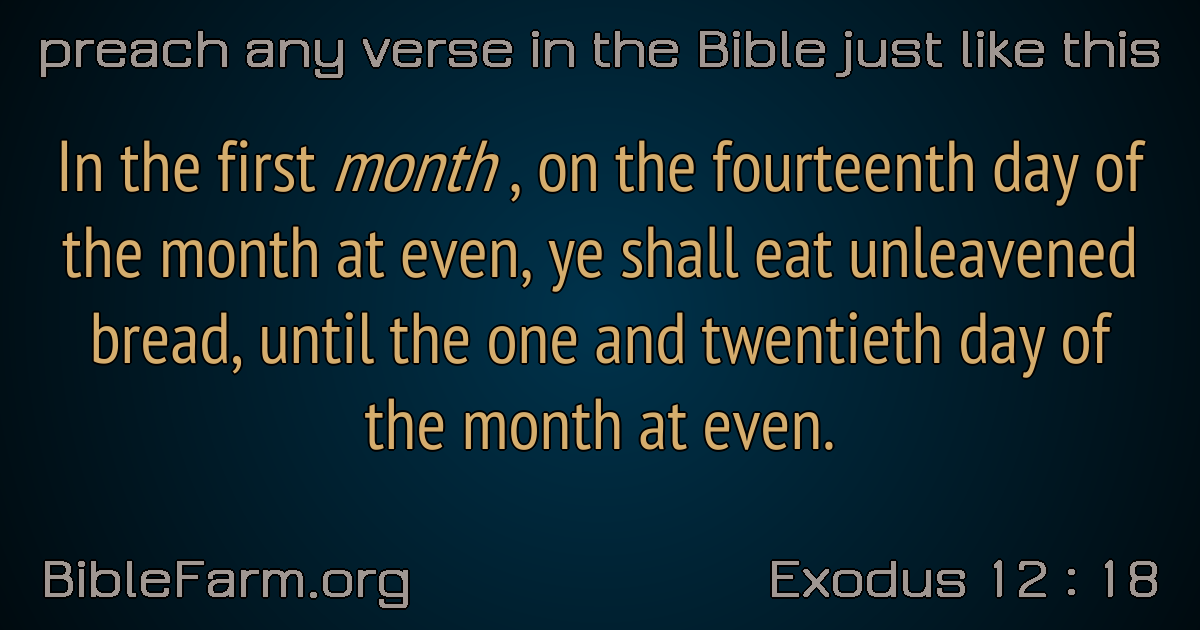 preach any verse in the Bible just like this
In the first month , on the fourteenth day of
the month at even, ye shall eat unleavened
bread, until the one and twentieth day of
the month at even.
BibleFarm.org
Exodus 12 : 18